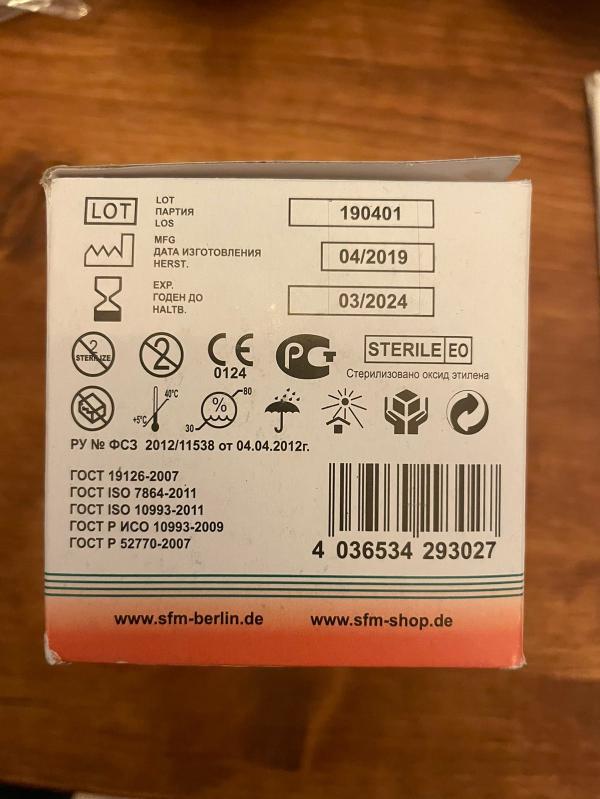 LOT
LOT
ПАРТИЯ
LOS
190401
MFG
ДАТА ИЗГОТОВЛЕНИЯ
HERST.
04/2019
EXP.
ГОДЕН ДО
HALTB.
03/2024
2
STERILIZE
2
CE
0124
РСТ
STERILE EO
Стерилизовано оксид этилена
+5°C
40°C
%
30
80
РУ № ФСЗ 2012/11538 от 04.04.2012г.
ГОСТ 19126-2007
ГОСТ ISO 7864-2011
ГОСТ ISO 10993-2011
ГОСТ Р ИСО 10993-2009
ГОСТ Р 52770-2007
4 036534 293027
www.sfm-berlin.de www.sfm-shop.de